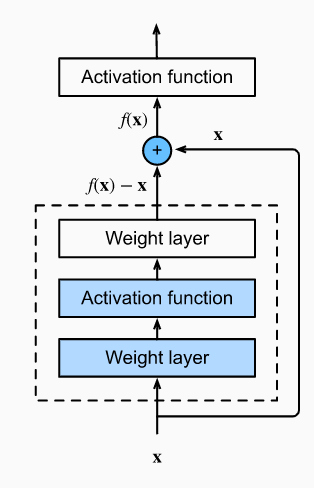 Activation function
f(x)
x
+
f(x) − x
Weight layer
Activation function
Weight layer
x